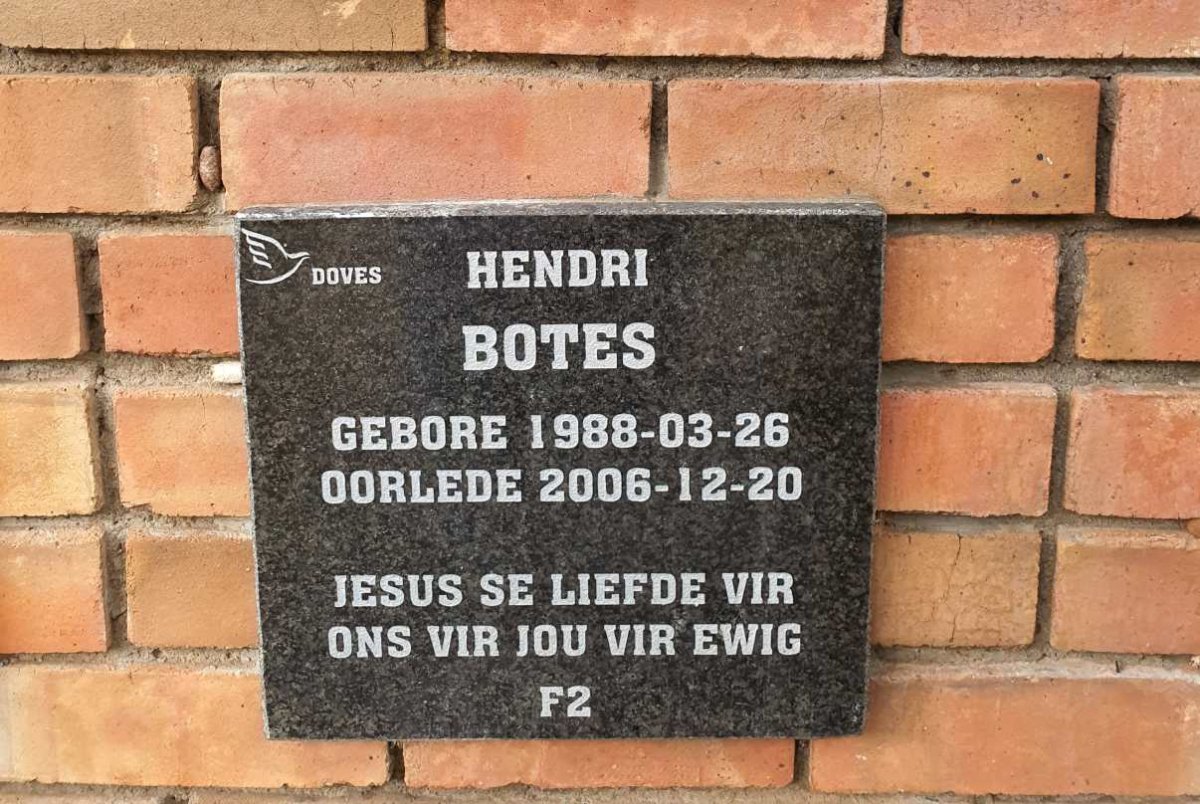 DOVES
HENDRI
BOTES
GEBORE 1988-03-26
OORLEDE 2006-12-20
JESUS SE LIEFDE VIR
ONS VIR JOU VIR EWIG
F2